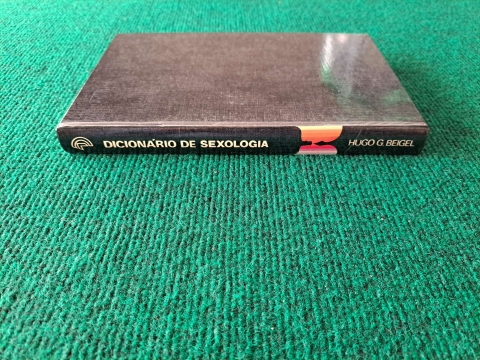 DICIONÁRIO DE SEXOLOGIA
HUGO G. BEIGEL